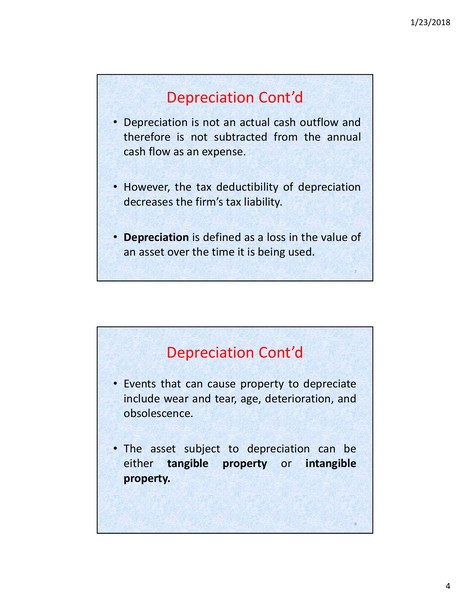 1/23/2018
Depreciation Cont’d
• Depreciation is not an actual cash outflow and
therefore is not subtracted from the annual
cash flow as an expense.
• However, the tax deductibility of depreciation
decreases the firm’s tax liability.
• Depreciation is defined as a loss in the value of
an asset over the time it is being used.
Depreciation Cont’d
• Events that can cause property to depreciate
include wear and tear, age, deterioration, and
obsolescence.
• The asset subject to depreciation can be
either tangible property or intangible
property.
4